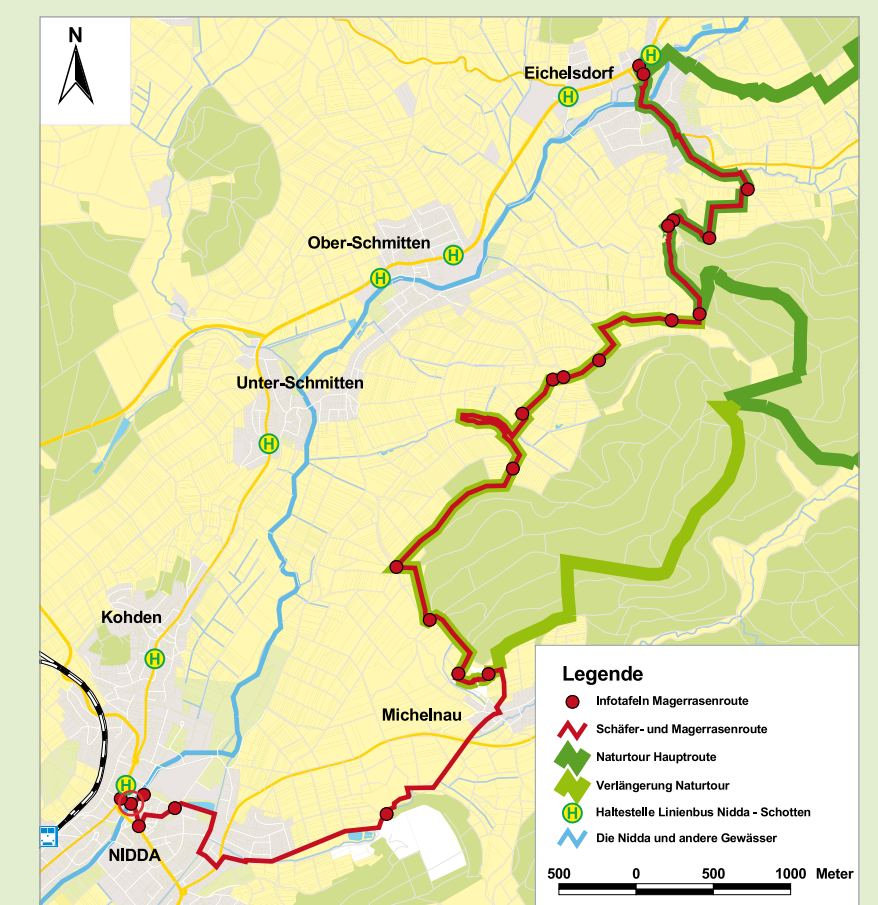 N
Eichelsdorf
H
H
Ober-Schmitten
H
H
Unter-Schmitten
H
Kohden
H
Michelnau
H
NIDDA
Legende
Infotafeln Magerrasenroute
Schäfer- und Magerrasenroute
Naturtour Hauptroute
Verlängerung Naturtour
H Haltestelle Linienbus Nidda - Schotten
Die Nidda und andere Gewässer
500 0 500 1000 Meter